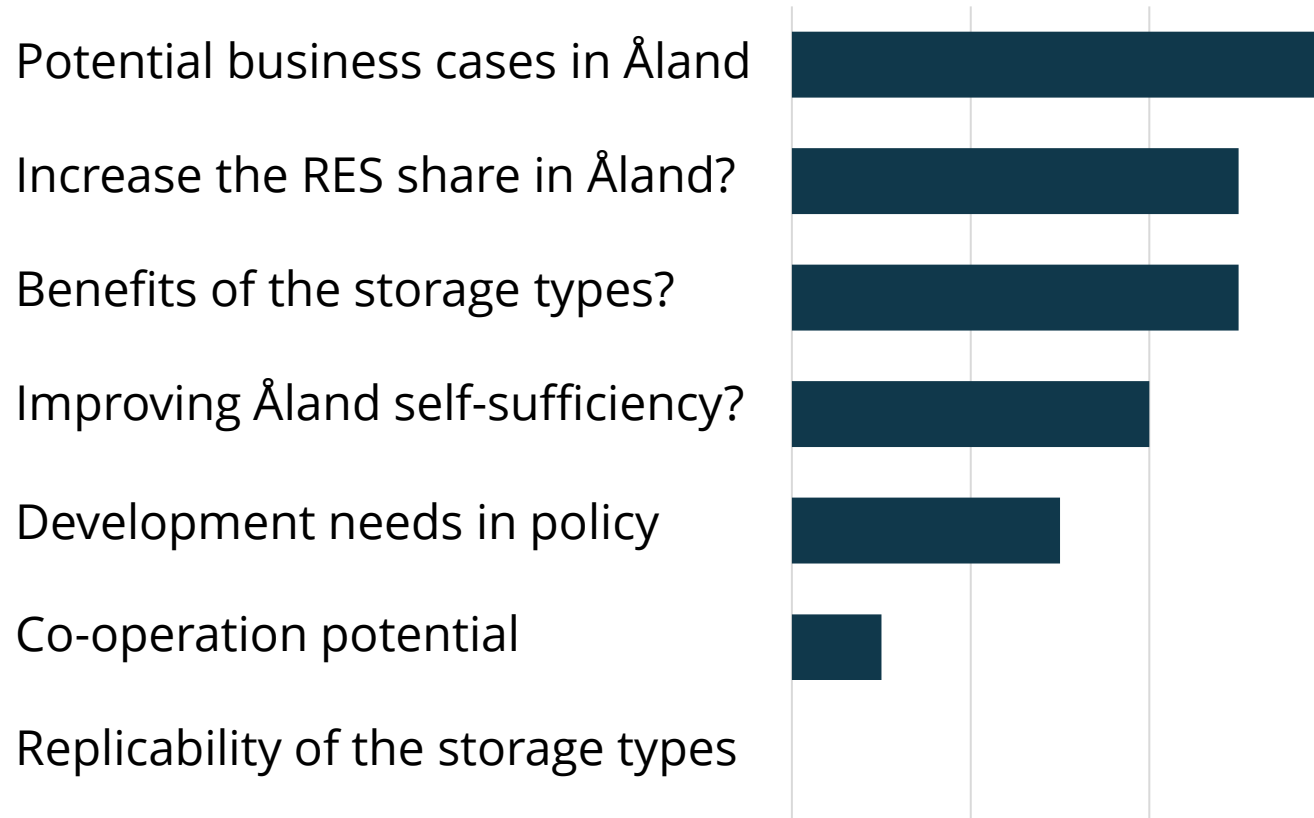 Potential business cases in Åland
Increase the RES share in Åland?
Benefits of the storage types?
Improving Åland self-sufficiency?
Development needs in policy
Co-operation potential
Replicability of the storage types